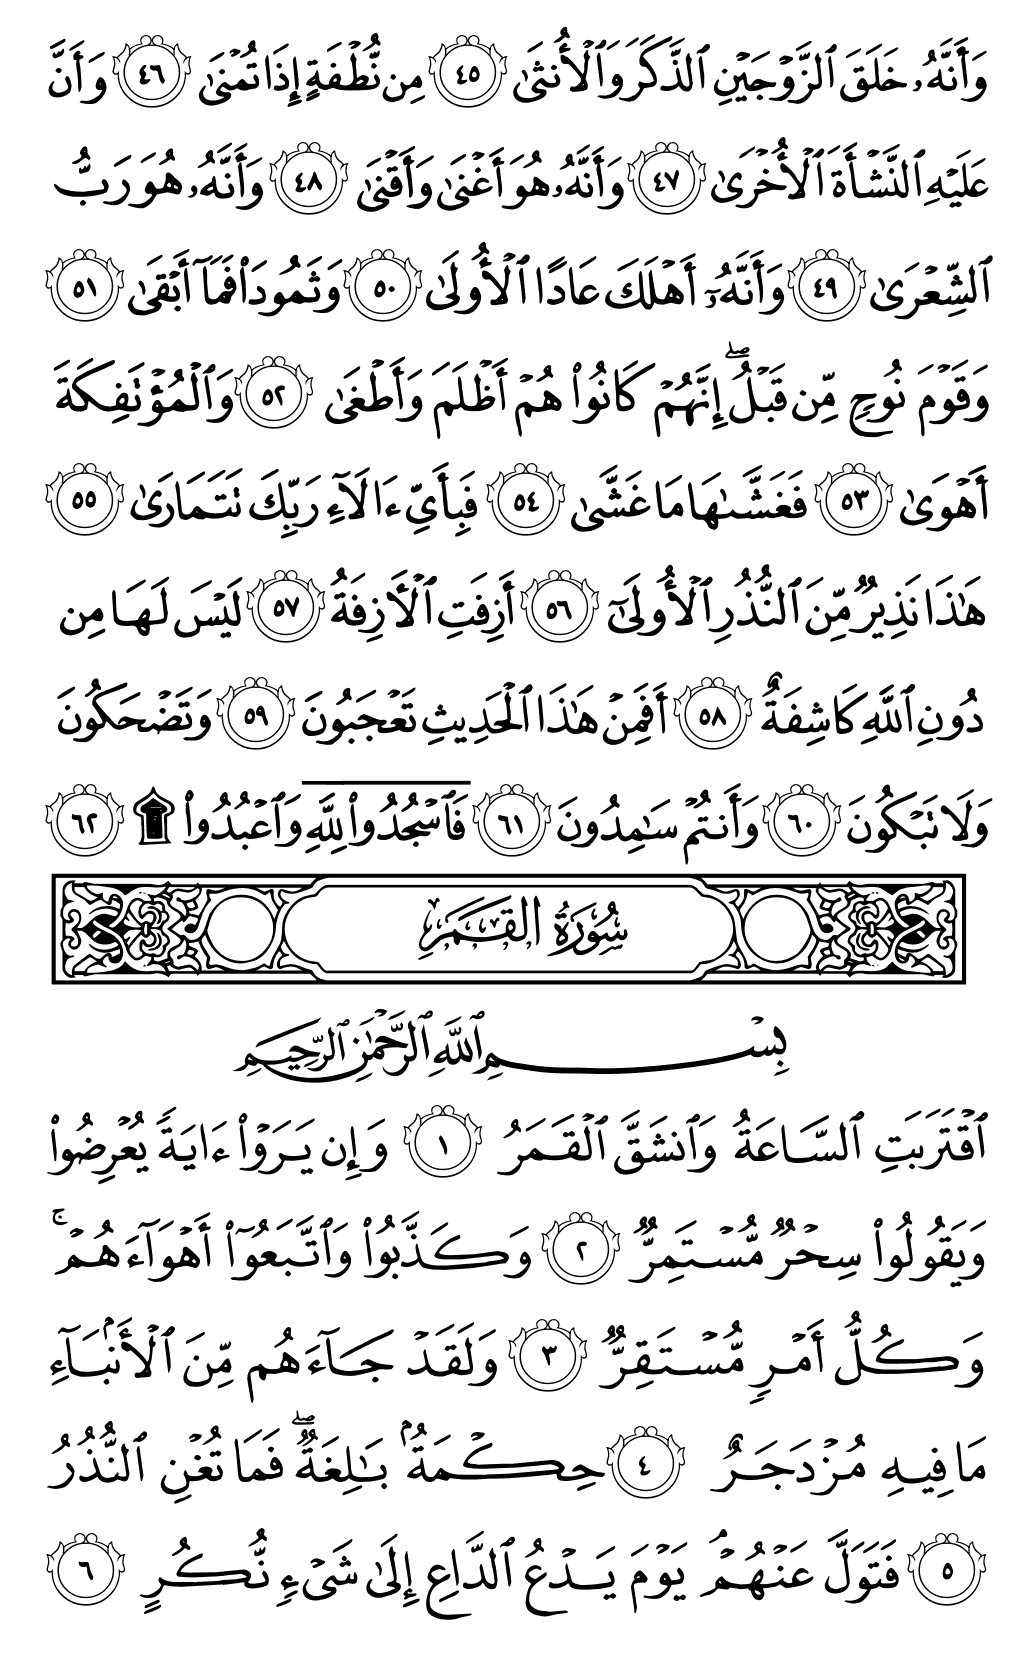 وَأَنَّهُۥ خَلَقَ ٱلزَّوۡجَيۡنِ ٱلذَّكَرَ وَٱلۡأُنثَىٰ ٤٥ مِن نُّطۡفَةٍ إِذَا تُمۡنَىٰ ٤٦ وَأَنَّ
عَلَيۡهِ ٱلنَّشۡأَةَ ٱلۡأُخۡرَىٰ ٤٧ وَأَنَّهُۥ هُوَ أَغۡنَىٰ وَأَقۡنَىٰ ٤٨ وَأَنَّهُۥ هُوَ رَبُّ
ٱلشِّعۡرَىٰ ٤٩ وَأَنَّهُۥٓ أَهۡلَكَ عَادًا ٱلۡأُولَىٰ ٥٠ وَثَمُودَاْ فَمَآ أَبۡقَىٰ ٥١
وَقَوۡمَ نُوحٖ مِّن قَبۡلُۖ إِنَّهُمۡ كَانُواْ هُمۡ أَظۡلَمَ وَأَطۡغَىٰ ٥٢ وَٱلۡمُؤۡتَفِكَةَ
أَهۡوَىٰ ٥٣ فَغَشَّىٰهَا مَا غَشَّىٰ ٥٤ فَبِأَيِّ ءَالَآءِ رَبِّكَ تَتَمَارَىٰ ٥٥
هَٰذَا نَذِيرٞ مِّنَ ٱلنُّذُرِ ٱلۡأُولَىٰٓ ٥٦ أَزِفَتِ ٱلۡأٓزِفَةُ ٥٧ لَيۡسَ لَهَا مِن
دُونِ ٱللَّهِ كَاشِفَةٌ ٥٨ أَفَمِنۡ هَٰذَا ٱلۡحَدِيثِ تَعۡجَبُونَ ٥٩ وَتَضۡحَكُونَ
وَلَا تَبۡكُونَ ٦٠ وَأَنتُمۡ سَٰمِدُونَ ٦١ فَٱسۡجُدُواْۤ لِلَّهِۤ وَٱعۡبُدُواْ ۩ ٦٢
سُورَةُ القَمَرِ
بِسۡمِ ٱللَّهِ ٱلرَّحۡمَٰنِ ٱلرَّحِيمِ
ٱقۡتَرَبَتِ ٱلسَّاعَةُ وَٱنشَقَّ ٱلۡقَمَرُ ١ وَإِن يَرَوۡاْ ءَايَةٗ يُعۡرِضُواْ
وَيَقُولُواْ سِحۡرٞ مُّسۡتَمِرّٞ ٢ وَكَذَّبُواْ وَٱتَّبَعُوٓاْ أَهۡوَآءَهُمۡۚ
وَكُلُّ أَمۡرٖ مُّسۡتَقِرّٞ ٣ وَلَقَدۡ جَآءَهُم مِّنَ ٱلۡأَنۢبَآءِ
مَا فِيهِ مُزۡدَجَرٌ ٤ حِكۡمَةُۢ بَٰلِغَةٞۖ فَمَا تُغۡنِ ٱلنُّذُرُ
٥ فَتَوَلَّ عَنۡهُمۡۘ يَوۡمَ يَدۡعُ ٱلدَّاعِ إِلَىٰ شَيۡءٖ نُّكُرٍ ٦